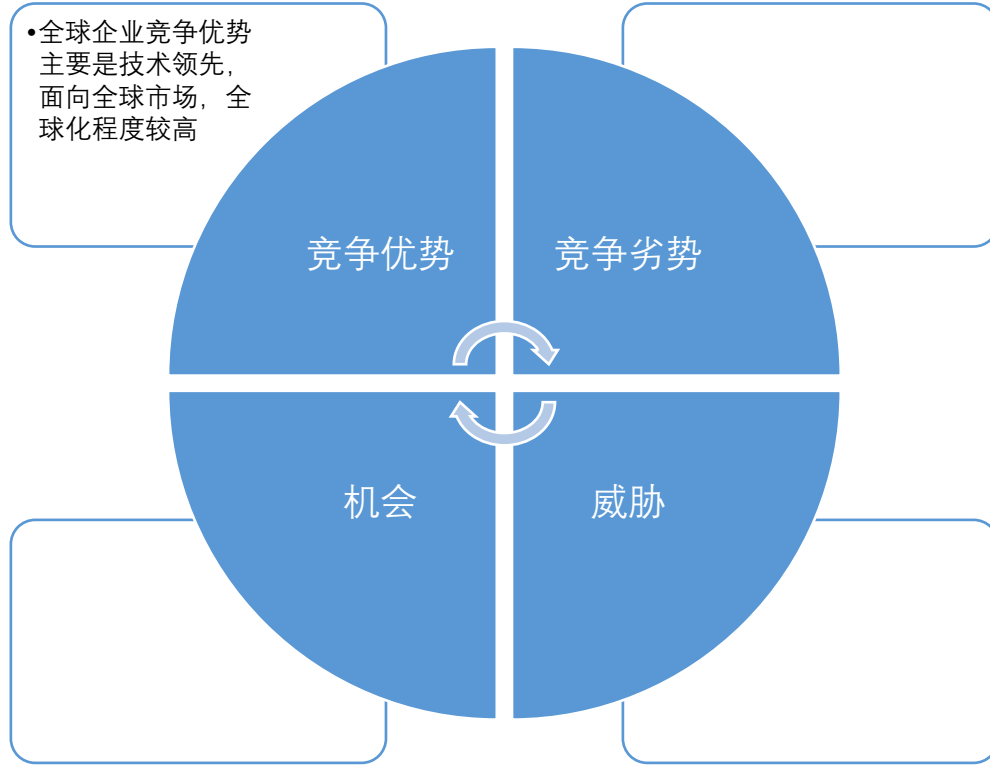 •全球企业竞争优势
主要是技术领先，
面向全球市场，全
球化程度较高
竞争优势
竞争劣势
机会
威胁